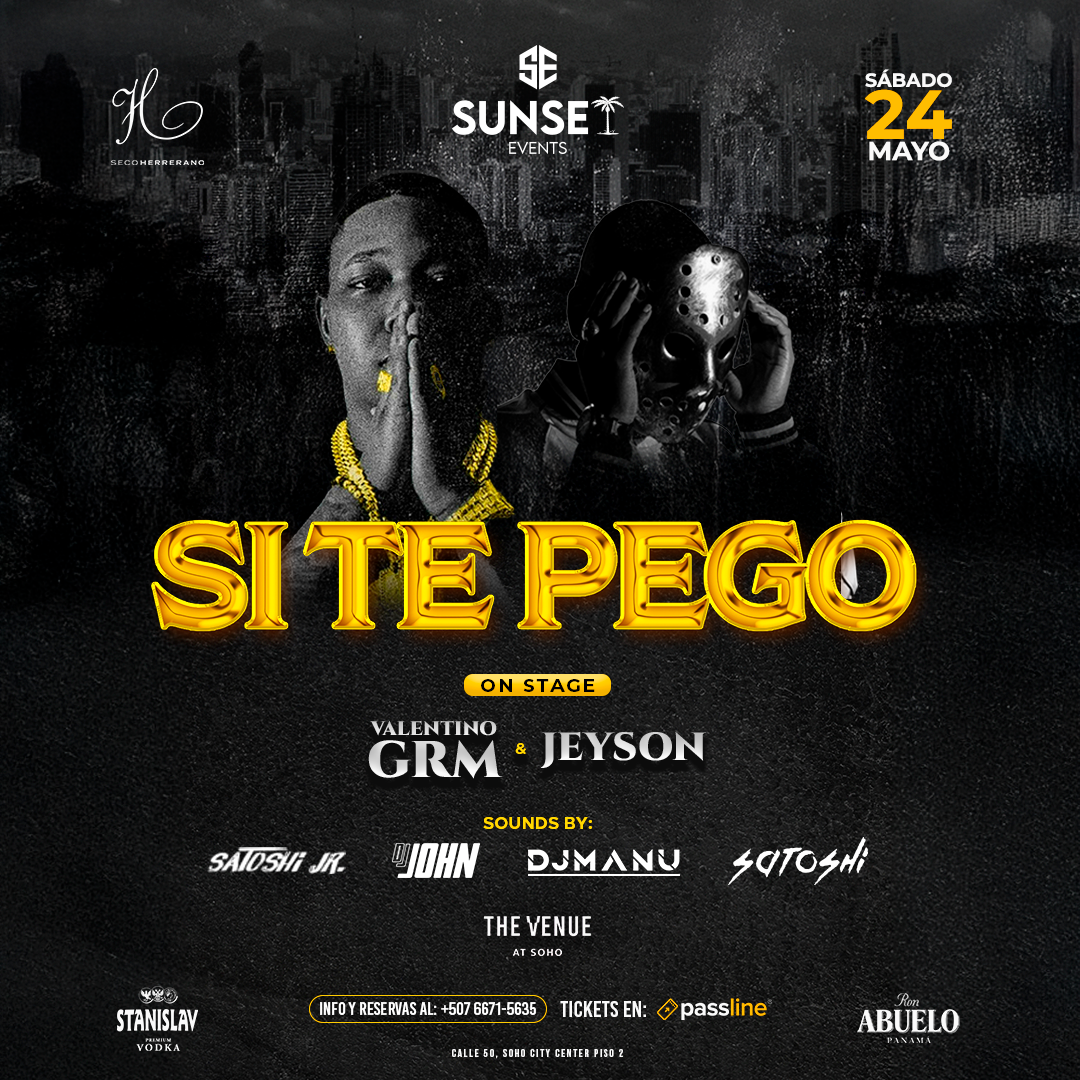 H
SECOHERRERANO
SE
SUNSET
EVENTS
SÁBADO
24
MAYO
SI TE PEGO
ON STAGE
VALENTINO
GRM & JEYSON
SOUNDS BY:
SATOSHI JR. DJ JOHN DJMANU SATOSHI
THE VENUE
AT SOHO
STANISLAV
PREMIUM
VODKA
INFO Y RESERVAS AL: +507 6671-5635 TICKETS EN: passline®
Ron
ABUELO
PANAMÁ
CALLE 50, SOHO CITY CENTER PISO 2